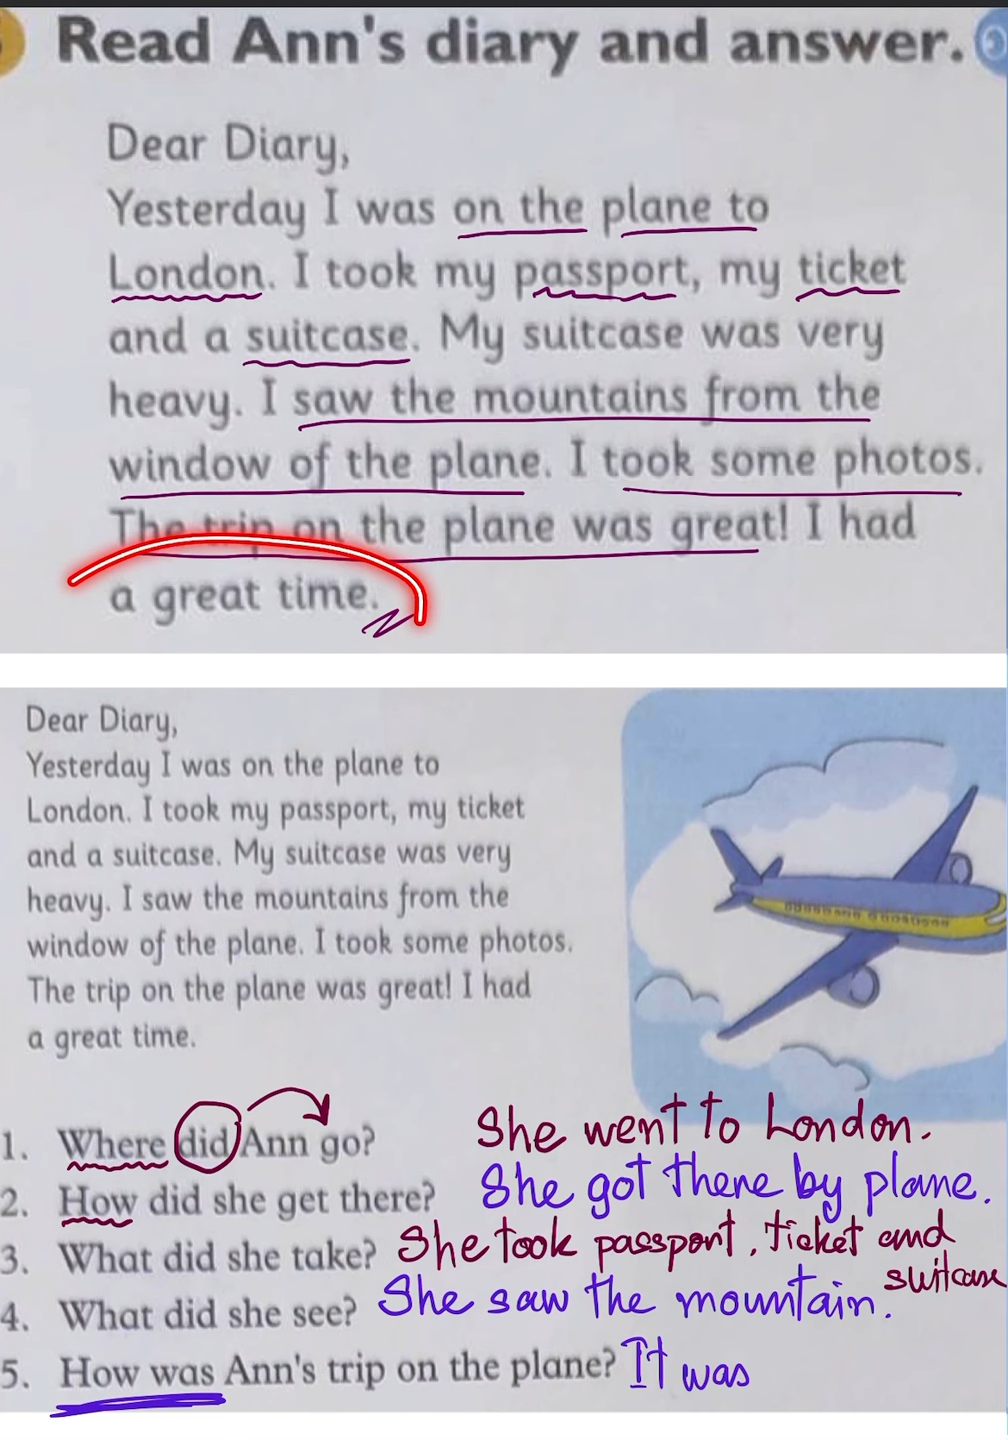 Read Ann's diary and answer.
Dear Diary,
Yesterday I was on the plane to
London. I took my passport, my ticket
and a suitcase. My suitcase was very
heavy. I saw the mountains from the
window of the plane. I took some photos.
The trip on the plane was great! I had
a great time.
Dear Diary,
Yesterday I was on the plane to
London. I took my passport, my ticket
and a suitcase. My suitcase was very
heavy. I saw the mountains from the
window of the plane. I took some photos.
The trip on the plane was great! I had
a great time.
1. Where did Ann go? She went to London.
2. How did she get there? She got there by plane.
3. What did she take? She took passport, ticket and
suitcase
4. What did she see? She saw the mountain.
5. How was Ann's trip on the plane? It was